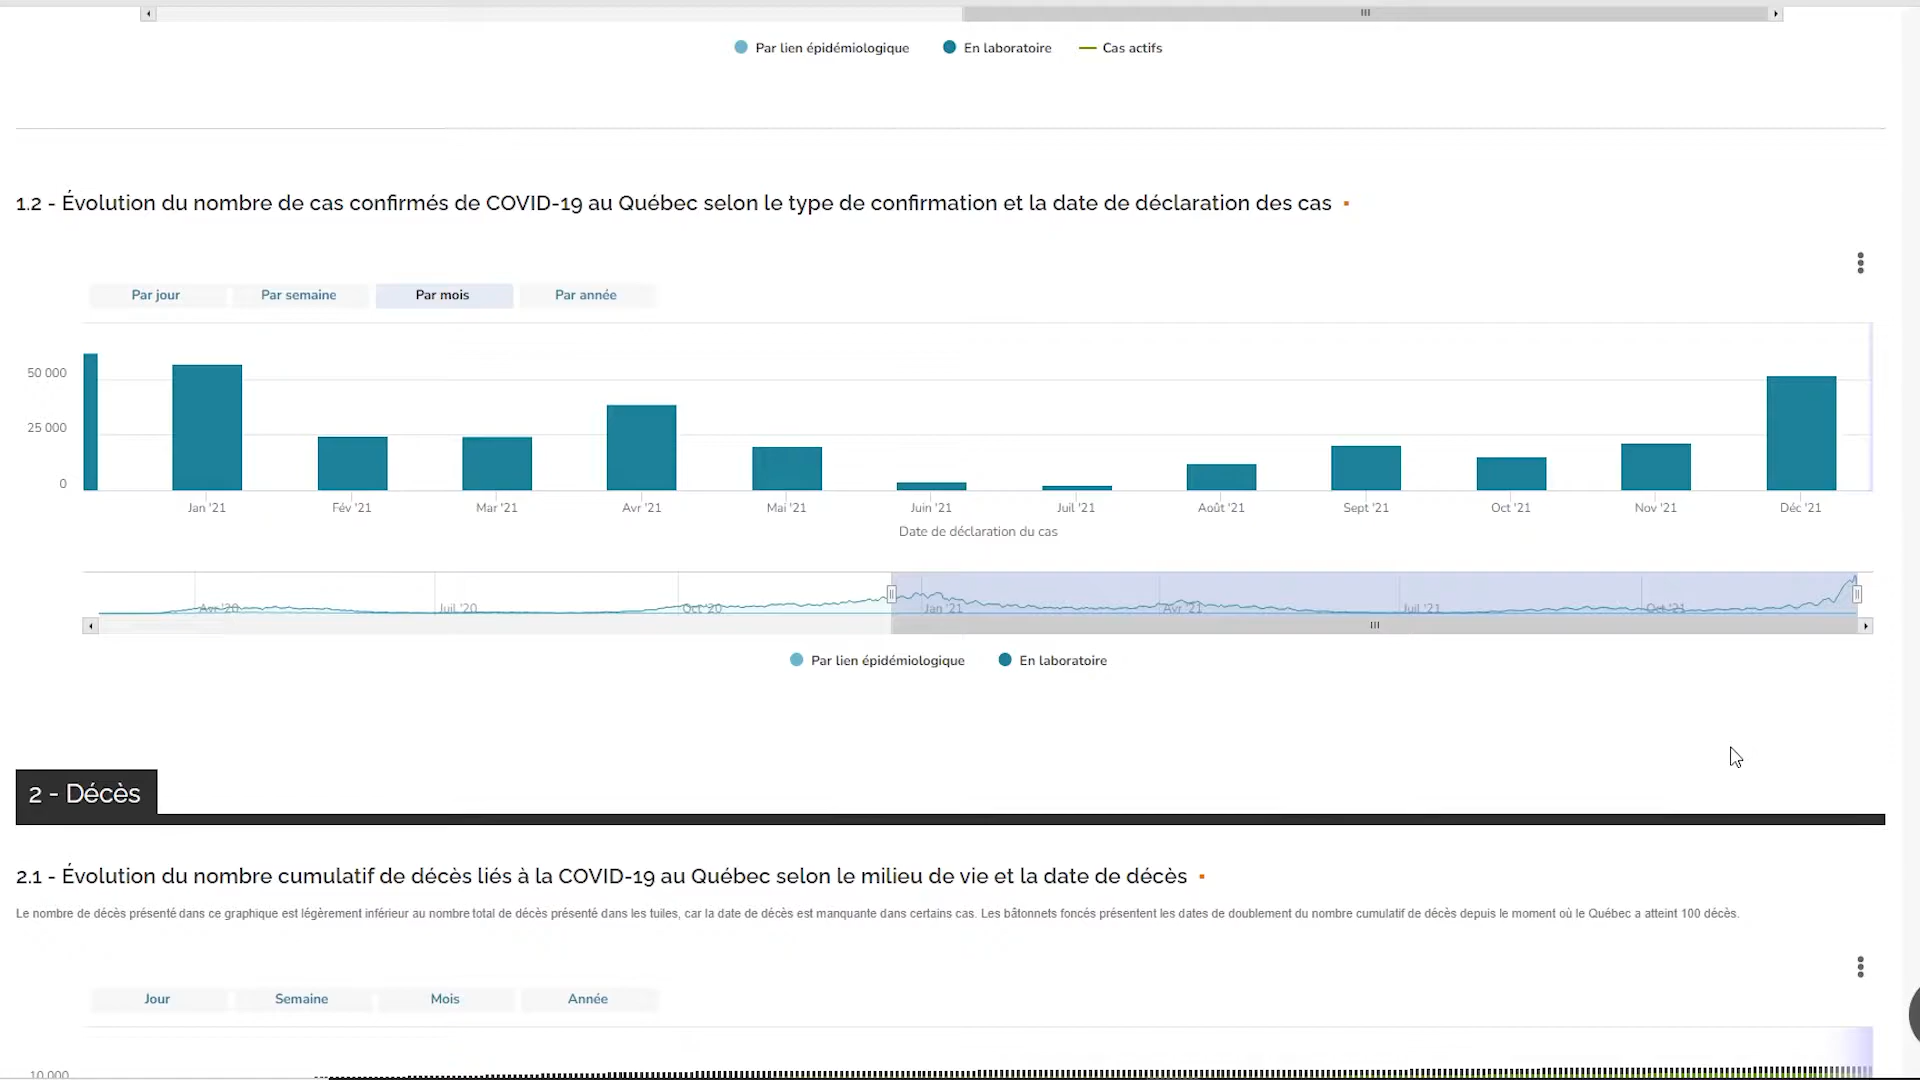 Par lien épidémiologique En laboratoire Cas actifs
1.2 - Évolution du nombre de cas confirmés de COVID-19 au Québec selon le type de confirmation et la date de déclaration des cas
Par jour Par semaine Par mois Par année
50 000
25 000
0
Jan '21 Fév '21 Mar '21 Avr '21 Mai '21 Juin '21 Juil '21 Août '21 Sept '21 Oct '21 Nov '21 Déc '21
Date de déclaration du cas
Avr '20 Juil '20 Oct '20 Jan '21 Avr '21 Juil '21 Oct '21
Par lien épidémiologique En laboratoire
2 - Décès
2.1 - Évolution du nombre cumulatif de décès liés à la COVID-19 au Québec selon le milieu de vie et la date de décès
Le nombre de décès présenté dans ce graphique est légèrement inférieur au nombre total de décès présenté dans les tuiles, car la date de décès est manquante dans certains cas. Les bâtonnets foncés présentent les dates de doublement du nombre cumulatif de décès depuis le moment où le Québec a atteint 100 décès.
Jour Semaine Mois Année
10 000